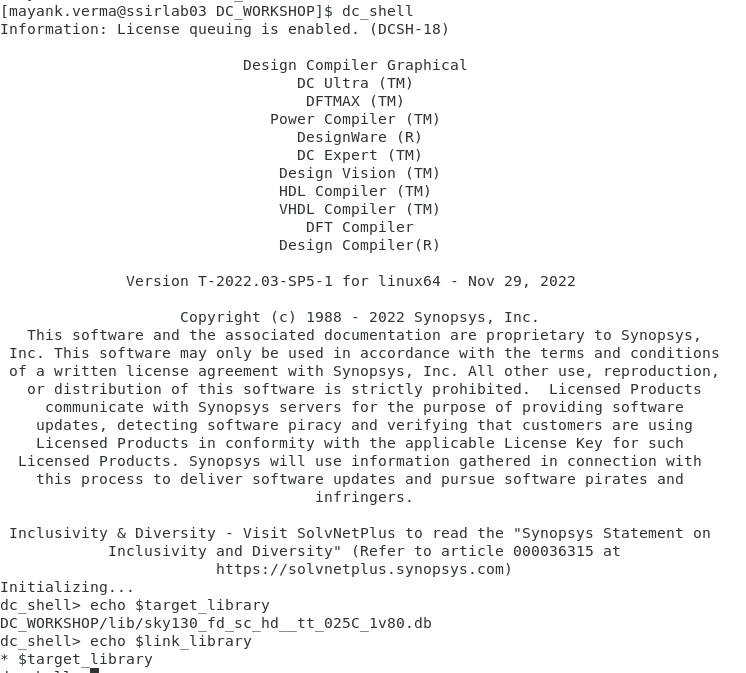 [mayank.verma@ssirlab03 DC_WORKSHOP]$ dc_shell
Information: License queuing is enabled. (DCSH-18)
Design Compiler Graphical
DC Ultra (TM)
DFTMAX (TM)
Power Compiler (TM)
DesignWare (R)
DC Expert (TM)
Design Vision (TM)
HDL Compiler (TM)
VHDL Compiler (TM)
DFT Compiler
Design Compiler(R)
Version T-2022.03-SP5-1 for linux64 - Nov 29, 2022
Copyright (c) 1988 - 2022 Synopsys, Inc.
This software and the associated documentation are proprietary to Synopsys,
Inc. This software may only be used in accordance with the terms and conditions
of a written license agreement with Synopsys, Inc. All other use, reproduction,
or distribution of this software is strictly prohibited.  Licensed Products
communicate with Synopsys servers for the purpose of providing software
updates, detecting software piracy and verifying that customers are using
Licensed Products in conformity with the applicable License Key for such
Licensed Products. Synopsys will use information gathered in connection with
this process to deliver software updates and pursue software pirates and
infringers.
Inclusivity & Diversity - Visit SolvNetPlus to read the "Synopsys Statement on
Inclusivity and Diversity" (Refer to article 000036315 at
https://solvnetplus.synopsys.com)
Initializing...
dc_shell> echo $target_library
DC_WORKSHOP/lib/sky130_fd_sc_hd__tt_025C_1v80.db
dc_shell> echo $link_library
* $target_library